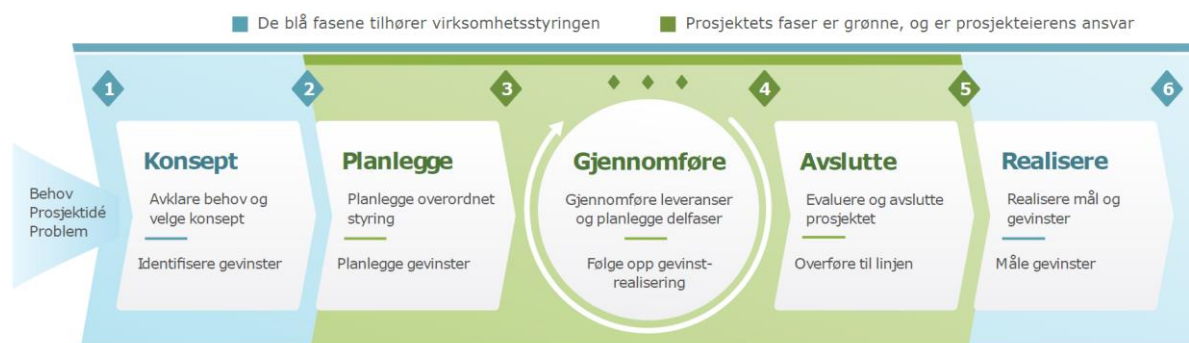 De blå fasene tilhører virksomhetsstyringen
Prosjektets faser er grønne, og er prosjekteierens ansvar
1
2
3
4
5
6
Behov
Prosjektidé
Problem
Konsept
Avklare behov og
velge konsept
Identifisere gevinster
Planlegge
Planlegge overordnet
styring
Planlegge gevinster
Gjennomføre
Gjennomføre leveranser
og planlegge delfaser
Følge opp gevinst-
realisering
Avslutte
Evaluere og avslutte
prosjektet
Overføre til linjen
Realisere
Realisere mål og
gevinster
Måle gevinster